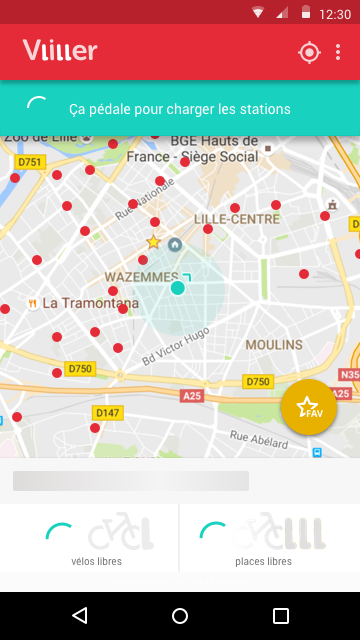 12:30
Vliller
Ça pédale pour charger les stations
Zoo de Lille
BGE Hauts de
France - Siège Social
D751
Rue Nationale
LILLE-CENTRE
WAZEMMES
La Tramontana
Bd Victor Hugo
MOULINS
D750
D750
N35
A25
A25
FAV
D147
Rue Abélard
vélos libres
places libres